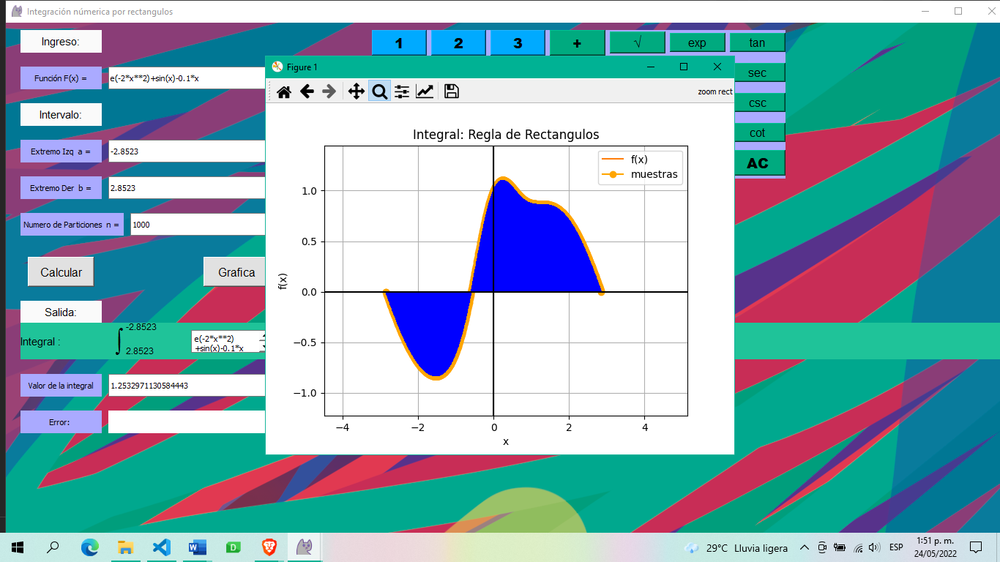 Integración númerica por rectangulos
Ingreso:
1 2 3 + √ exp tan
Función F(x) = e(-2*x**2)+sin(x)-0.1*x
sec
Intervalo:
csc
Extremo Izq a = -2.8523
cot
AC
Extremo Der b = 2.8523
Numero de Particiones n = 1000
Calcular Grafica
Salida:
Integral : ∫ -2.8523
2.8523
e(-2*x**2)
+sin(x)-0.1*x
Valor de la integral 1.2532971130584443
Error:
Figure 1
zoom rect
Integral: Regla de Rectangulos
f(x)
muestras
f(x)
1.0
0.5
0.0
−0.5
−1.0
−4 −2 0 2 4
x
29°C Lluvia ligera ESP 1:51 p. m.
24/05/2022